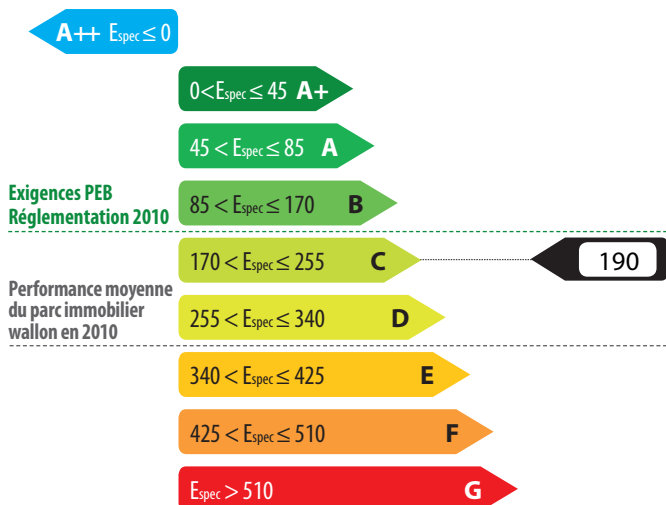 A++ Espec ≤ 0
0<Espec ≤ 45 A+
45 < Espec ≤ 85 A
Exigences PEB
Réglementation 2010
85 < Espec ≤ 170 B
170 < Espec ≤ 255 C
190
Performance moyenne
du parc immobilier
wallon en 2010
255 < Espec ≤ 340 D
340 < Espec ≤ 425 E
425 < Espec ≤ 510 F
Espec > 510 G